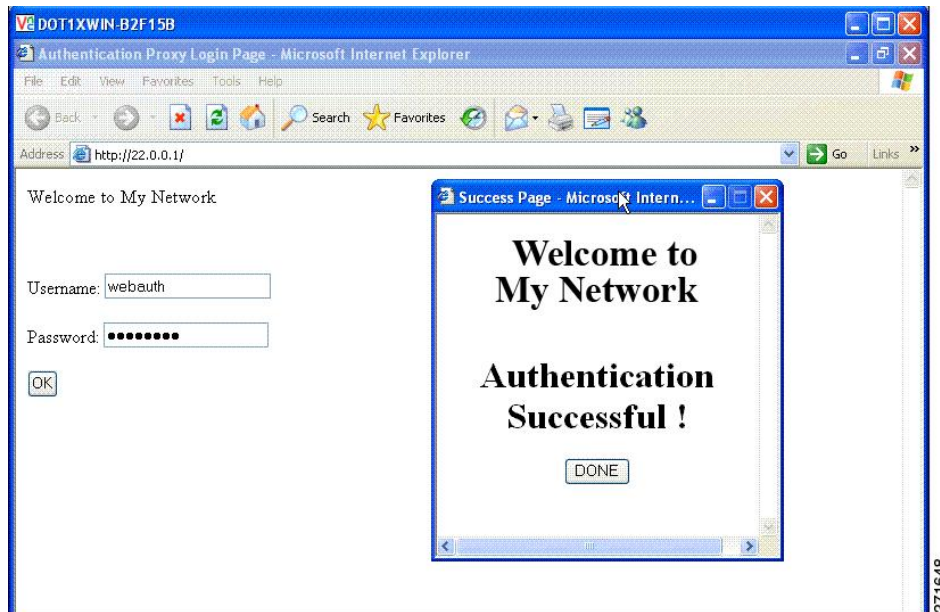 DOT1XWIN-B2F15B
Authentication Proxy Login Page - Microsoft Internet Explorer
File Edit View Favorites Tools Help
Back Search Favorites
Address http://22.0.0.1/ Go Links »
Welcome to My Network
Username: webauth
Password: ●●●●●●●●
OK
Success Page - Microsoft Intern...
Welcome to
My Network
Authentication
Successful !
DONE